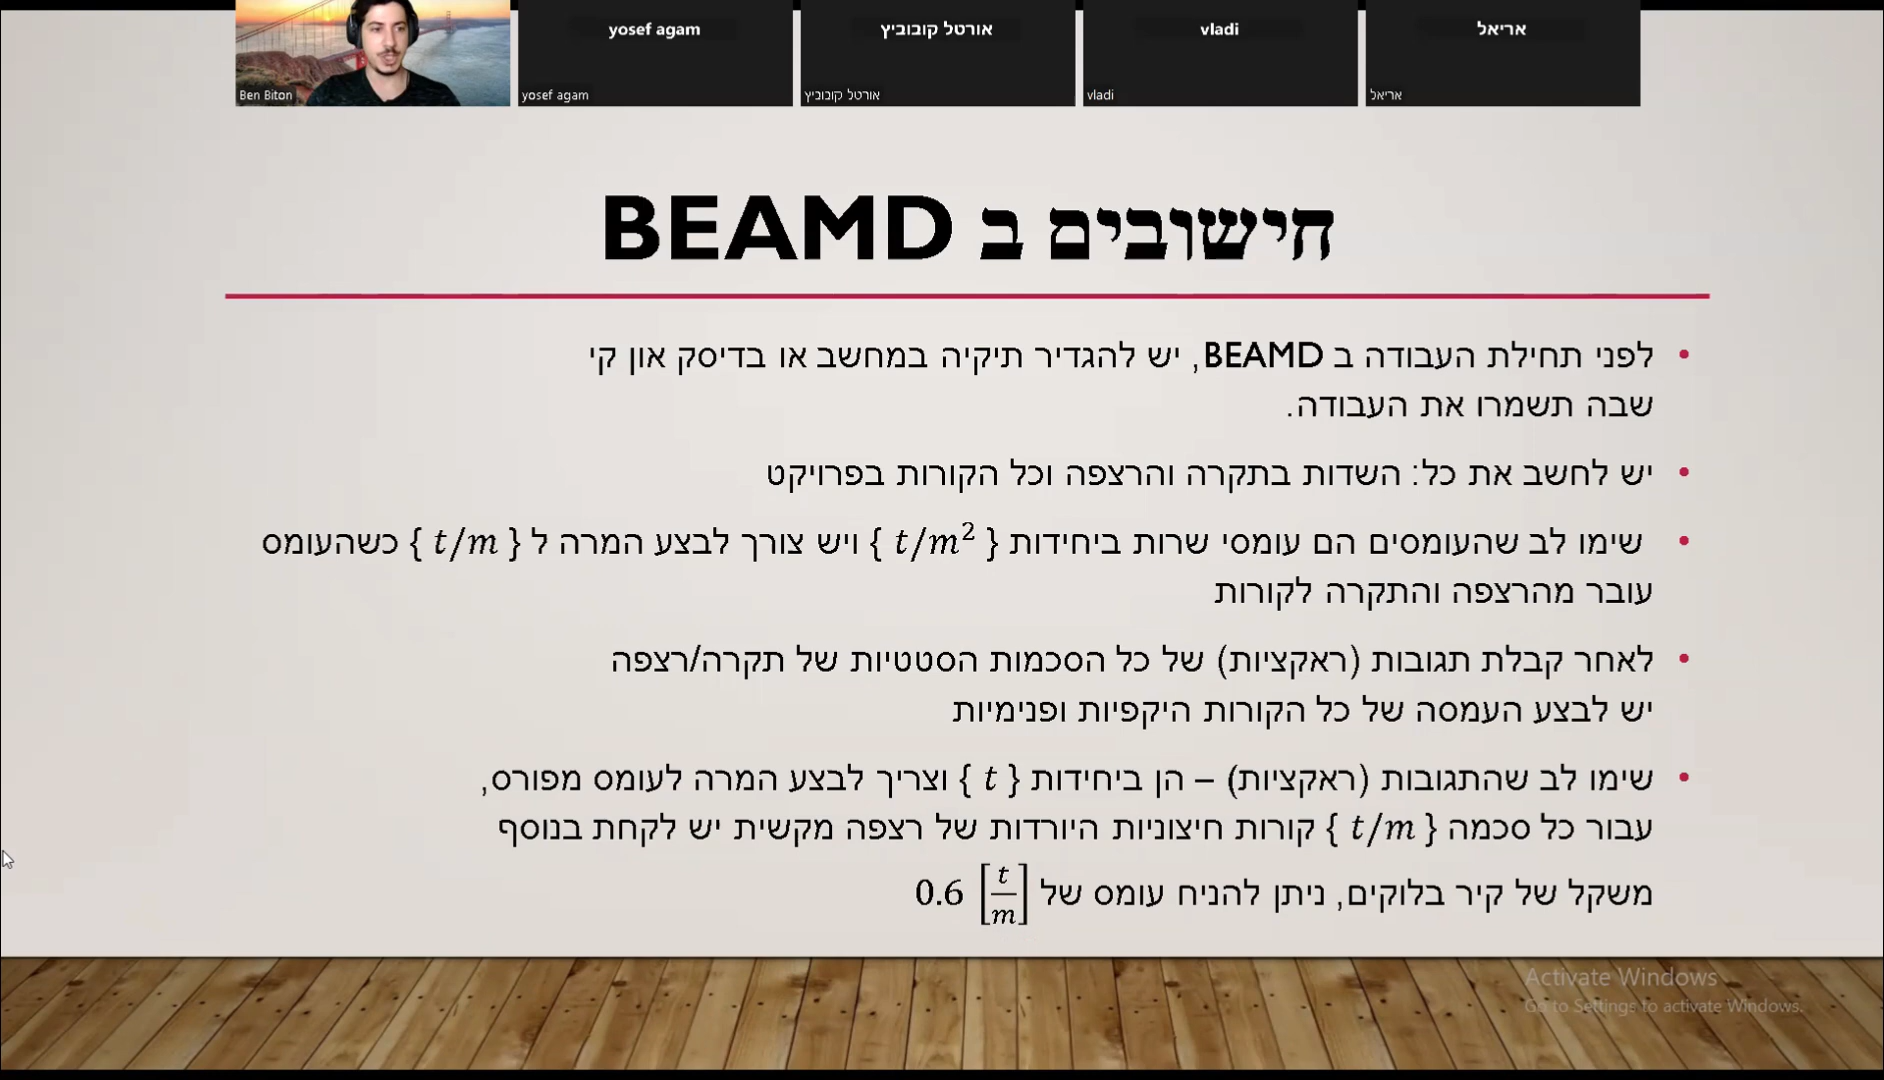 yosef agam
אורטל קובוביץ
vladi
אריאל
Ben Biton
yosef agam
אורטל קובוביץ
vladi
אריאל
חישובים ב BEAMD
• לפני תחילת העבודה ב BEAMD, יש להגדיר תיקיה במחשב או בדיסק און קי
שבה תשמרו את העבודה.
• יש לחשב את כל: השדות בתקרה והרצפה וכל הקורות בפרויקט
• שימו לב שהעומסים הם עומסי שרות ביחידות { t/m² } ויש צורך לבצע המרה ל { t/m } כשהעומס
עובר מהרצפה והתקרה לקורות
• לאחר קבלת תגובות (ראקציות) של כל הסכמות הסטטיות של תקרה/רצפה
יש לבצע העמסה של כל הקורות היקפיות ופנימיות
• שימו לב שהתגובות (ראקציות) – הן ביחידות { t } וצריך לבצע המרה לעומס מפורס,
עבור כל סכמה { t/m } קורות חיצוניות היורדות של רצפה מקשית יש לקחת בנוסף
משקל של קיר בלוקים, ניתן להניח עומס של 0.6 [t/m]
Activate Windows
Go to Settings to activate Windows.